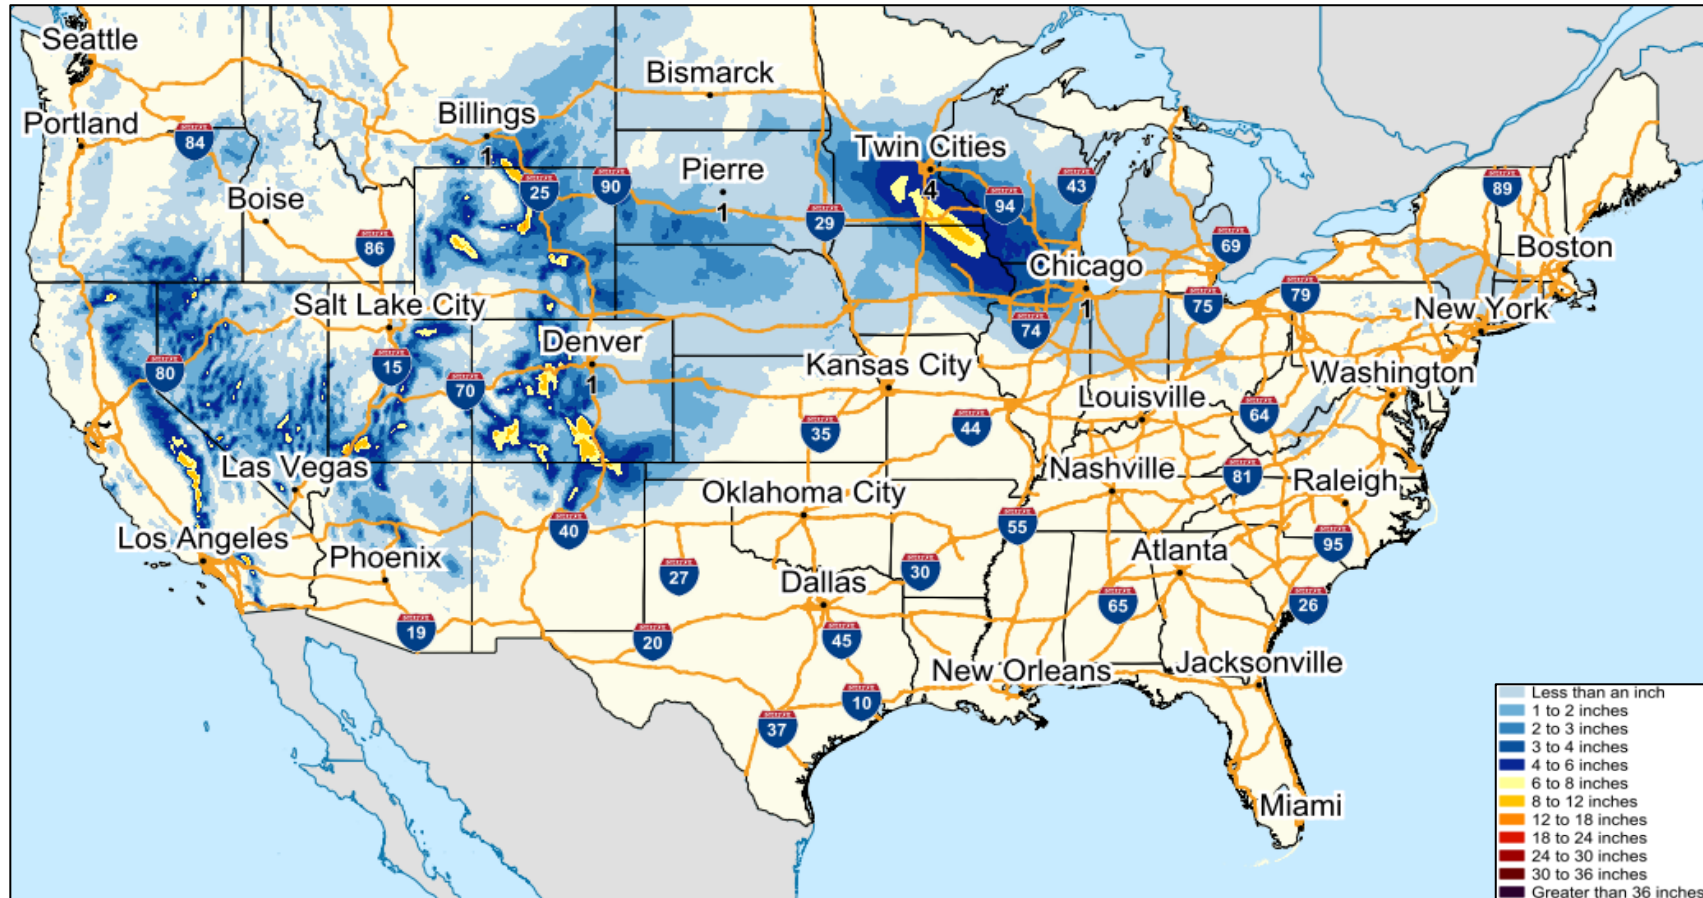 Seattle
Bismarck
Billings
Portland
84
1
Twin Cities
Pierre
25
90
4
94
43
89
Boise
1
29
86
69
Boston
Chicago
Salt Lake City
1
75
79
New York
74
Denver
80
15
70
1
Kansas City
Washington
Louisville
64
35
44
Las Vegas
Nashville
81
Raleigh
Oklahoma City
Los Angeles
40
55
95
Phoenix
Atlanta
27
Dallas
30
65
26
19
20
45
New Orleans
Jacksonville
10
37
Miami
Less than an inch
1 to 2 inches
2 to 3 inches
3 to 4 inches
4 to 6 inches
6 to 8 inches
8 to 12 inches
12 to 18 inches
18 to 24 inches
24 to 30 inches
30 to 36 inches
Greater than 36 inches